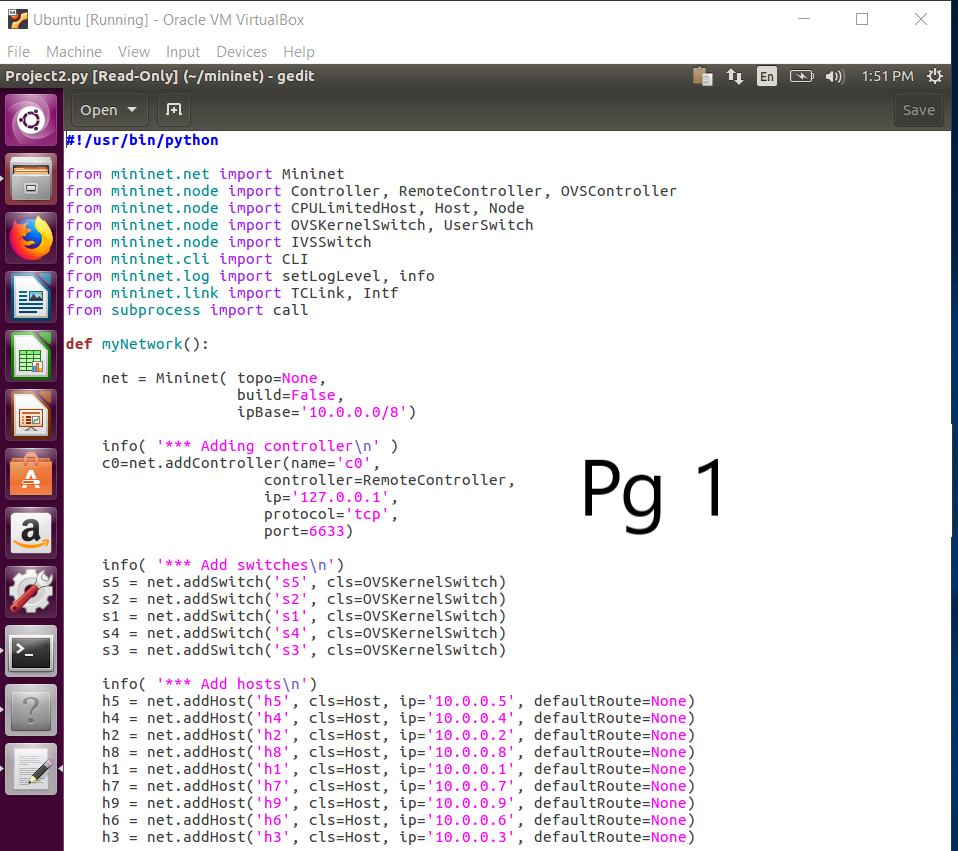 Ubuntu [Running] - Oracle VM VirtualBox
File Machine View Input Devices Help
Project2.py [Read-Only] (~/mininet) - gedit En 1:51 PM
Open Save
#!/usr/bin/python
from mininet.net import Mininet
from mininet.node import Controller, RemoteController, OVSController
from mininet.node import CPULimitedHost, Host, Node
from mininet.node import OVSKernelSwitch, UserSwitch
from mininet.node import IVSSwitch
from mininet.cli import CLI
from mininet.log import setLogLevel, info
from mininet.link import TCLink, Intf
from subprocess import call
def myNetwork():
net = Mininet( topo=None,
build=False,
ipBase='10.0.0.0/8')
info( '*** Adding controller\n' )
c0=net.addController(name='c0',
controller=RemoteController,
ip='127.0.0.1',
protocol='tcp',
port=6633)
Pg 1
info( '*** Add switches\n')
s5 = net.addSwitch('s5', cls=OVSKernelSwitch)
s2 = net.addSwitch('s2', cls=OVSKernelSwitch)
s1 = net.addSwitch('s1', cls=OVSKernelSwitch)
s4 = net.addSwitch('s4', cls=OVSKernelSwitch)
s3 = net.addSwitch('s3', cls=OVSKernelSwitch)
info( '*** Add hosts\n')
h5 = net.addHost('h5', cls=Host, ip='10.0.0.5', defaultRoute=None)
h4 = net.addHost('h4', cls=Host, ip='10.0.0.4', defaultRoute=None)
h2 = net.addHost('h2', cls=Host, ip='10.0.0.2', defaultRoute=None)
h8 = net.addHost('h8', cls=Host, ip='10.0.0.8', defaultRoute=None)
h1 = net.addHost('h1', cls=Host, ip='10.0.0.1', defaultRoute=None)
h7 = net.addHost('h7', cls=Host, ip='10.0.0.7', defaultRoute=None)
h9 = net.addHost('h9', cls=Host, ip='10.0.0.9', defaultRoute=None)
h6 = net.addHost('h6', cls=Host, ip='10.0.0.6', defaultRoute=None)
h3 = net.addHost('h3', cls=Host, ip='10.0.0.3', defaultRoute=None)